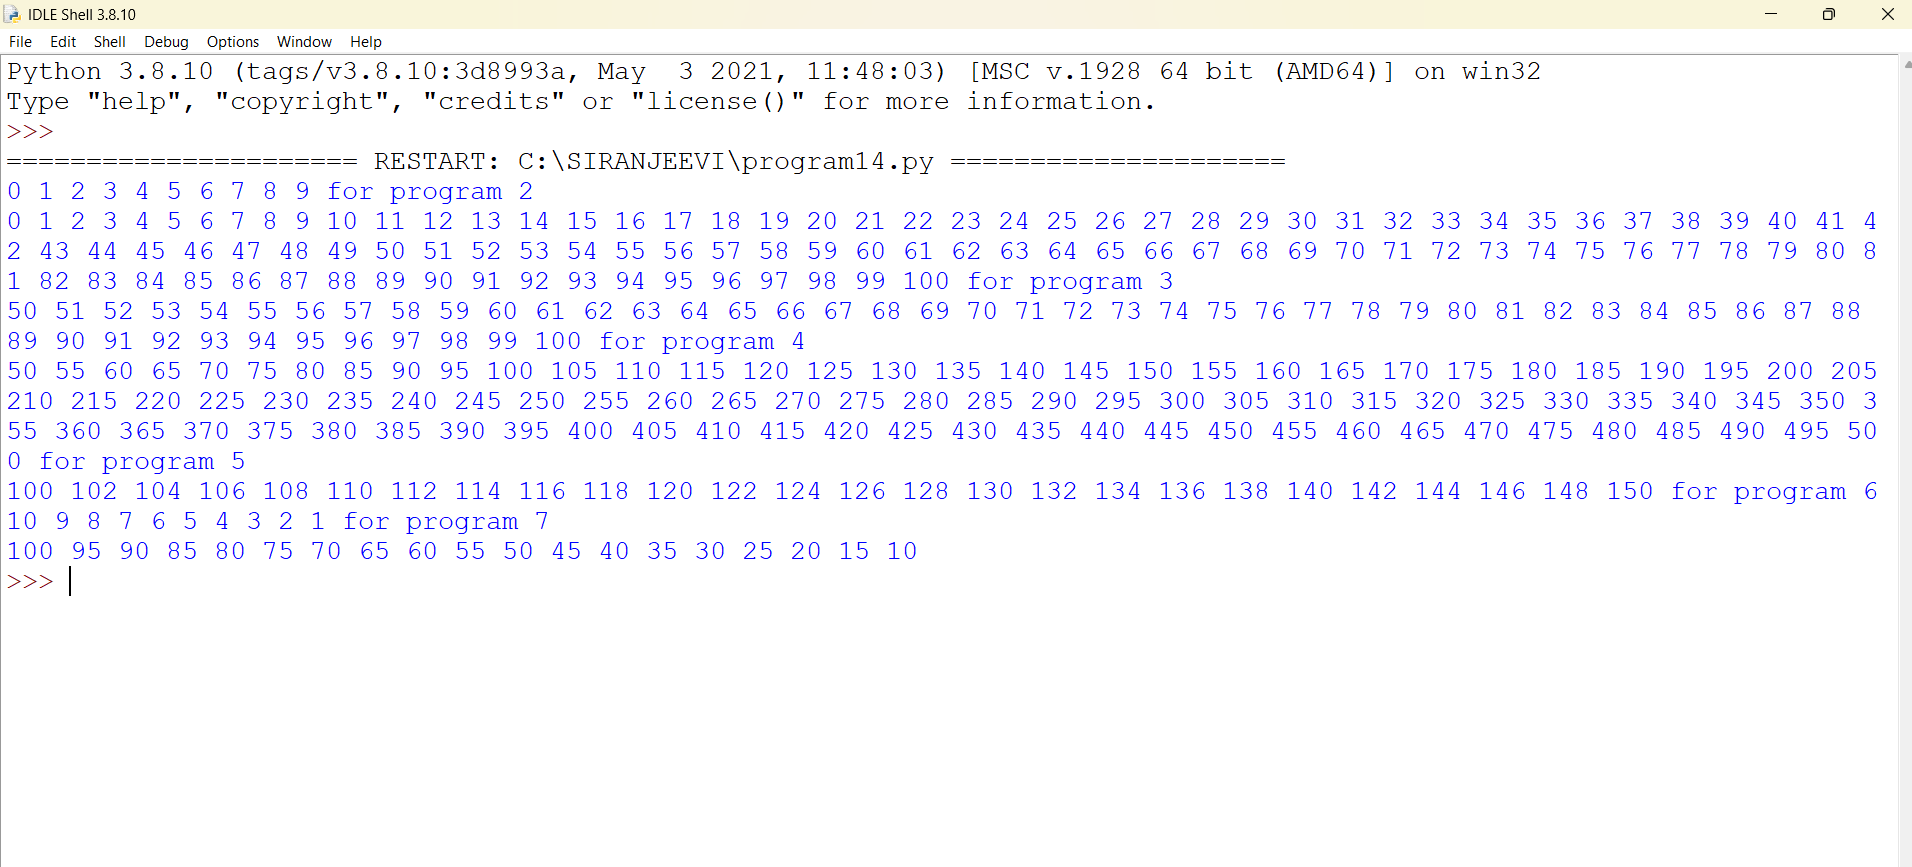 IDLE Shell 3.8.10
File Edit Shell Debug Options Window Help
Python 3.8.10 (tags/v3.8.10:3d8993a, May  3 2021, 11:48:03) [MSC v.1928 64 bit (AMD64)] on win32
Type "help", "copyright", "credits" or "license()" for more information.
>>>
====================== RESTART: C:\SIRANJEEVI\program14.py =====================
0 1 2 3 4 5 6 7 8 9 for program 2
0 1 2 3 4 5 6 7 8 9 10 11 12 13 14 15 16 17 18 19 20 21 22 23 24 25 26 27 28 29 30 31 32 33 34 35 36 37 38 39 40 41 4
2 43 44 45 46 47 48 49 50 51 52 53 54 55 56 57 58 59 60 61 62 63 64 65 66 67 68 69 70 71 72 73 74 75 76 77 78 79 80 8
1 82 83 84 85 86 87 88 89 90 91 92 93 94 95 96 97 98 99 100 for program 3
50 51 52 53 54 55 56 57 58 59 60 61 62 63 64 65 66 67 68 69 70 71 72 73 74 75 76 77 78 79 80 81 82 83 84 85 86 87 88
89 90 91 92 93 94 95 96 97 98 99 100 for program 4
50 55 60 65 70 75 80 85 90 95 100 105 110 115 120 125 130 135 140 145 150 155 160 165 170 175 180 185 190 195 200 205
210 215 220 225 230 235 240 245 250 255 260 265 270 275 280 285 290 295 300 305 310 315 320 325 330 335 340 345 350 3
55 360 365 370 375 380 385 390 395 400 405 410 415 420 425 430 435 440 445 450 455 460 465 470 475 480 485 490 495 50
0 for program 5
100 102 104 106 108 110 112 114 116 118 120 122 124 126 128 130 132 134 136 138 140 142 144 146 148 150 for program 6
10 9 8 7 6 5 4 3 2 1 for program 7
100 95 90 85 80 75 70 65 60 55 50 45 40 35 30 25 20 15 10
>>>